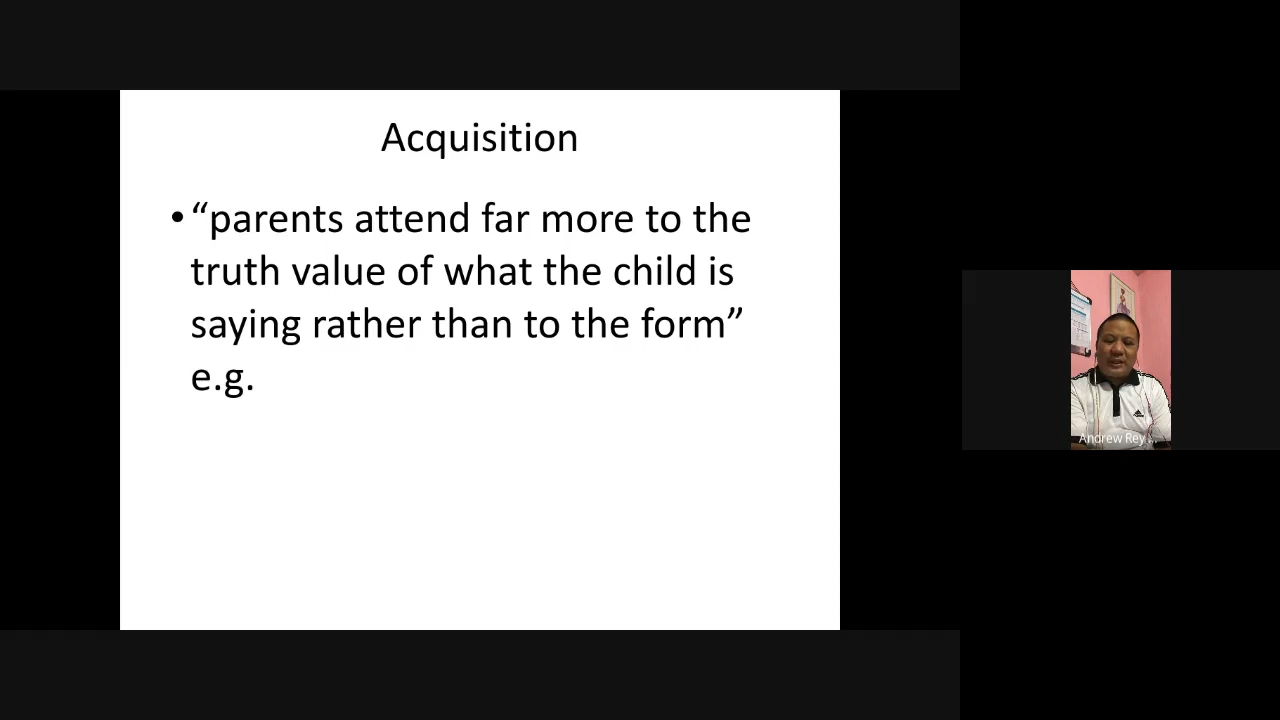 Acquisition
• “parents attend far more to the
truth value of what the child is
saying rather than to the form”
e.g.
Andrew Rey ...